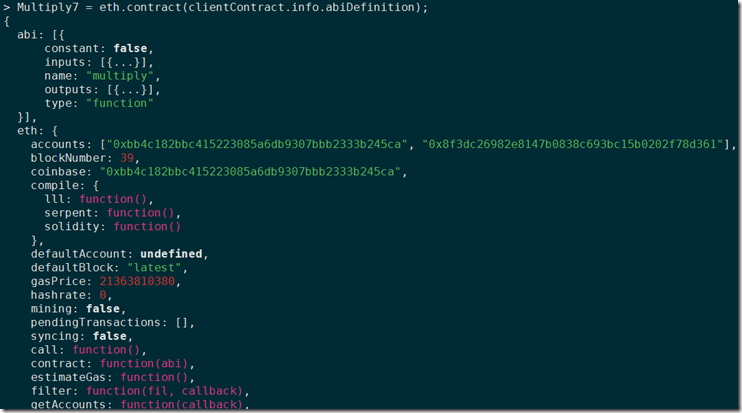 > Multiply7 = eth.contract(clientContract.info.abiDefinition);
{
  abi: [{
      constant: false,
      inputs: [{...}],
      name: "multiply",
      outputs: [{...}],
      type: "function"
  }],
  eth: {
    accounts: ["0xbb4c182bbc415223085a6db9307bbb2333b245ca", "0x8f3dc26982e8147b0838c693bc15b0202f78d361"],
    blockNumber: 39,
    coinbase: "0xbb4c182bbc415223085a6db9307bbb2333b245ca",
    compile: {
      lll: function(),
      serpent: function(),
      solidity: function()
    },
    defaultAccount: undefined,
    defaultBlock: "latest",
    gasPrice: 21363810380,
    hashrate: 0,
    mining: false,
    pendingTransactions: [],
    syncing: false,
    call: function(),
    contract: function(abi),
    estimateGas: function(),
    filter: function(fil, callback),
    getAccounts: function(callback),